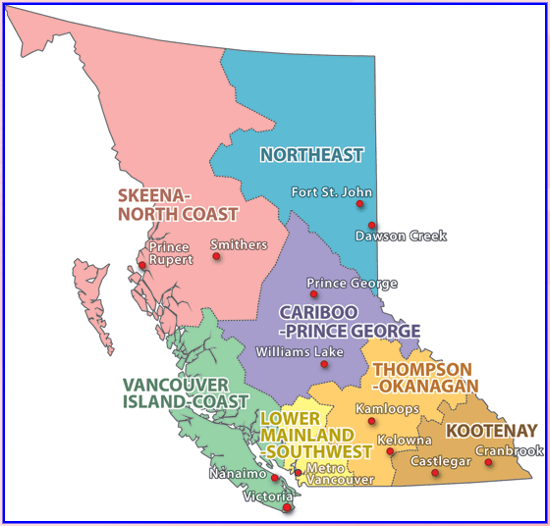 NORTHEAST
Fort St. John
SKEENA-
NORTH COAST
Dawson Creek
Prince
Rupert
Smithers
Prince George
CARIBOO
-PRINCE GEORGE
Williams Lake
THOMPSON
-OKANAGAN
VANCOUVER
ISLAND-COAST
Kamloops
LOWER
MAINLAND
-SOUTHWEST
KOOTENAY
Kelowna
Cranbrook
Castlegar
Metro
Vancouver
Nanaimo
Victoria